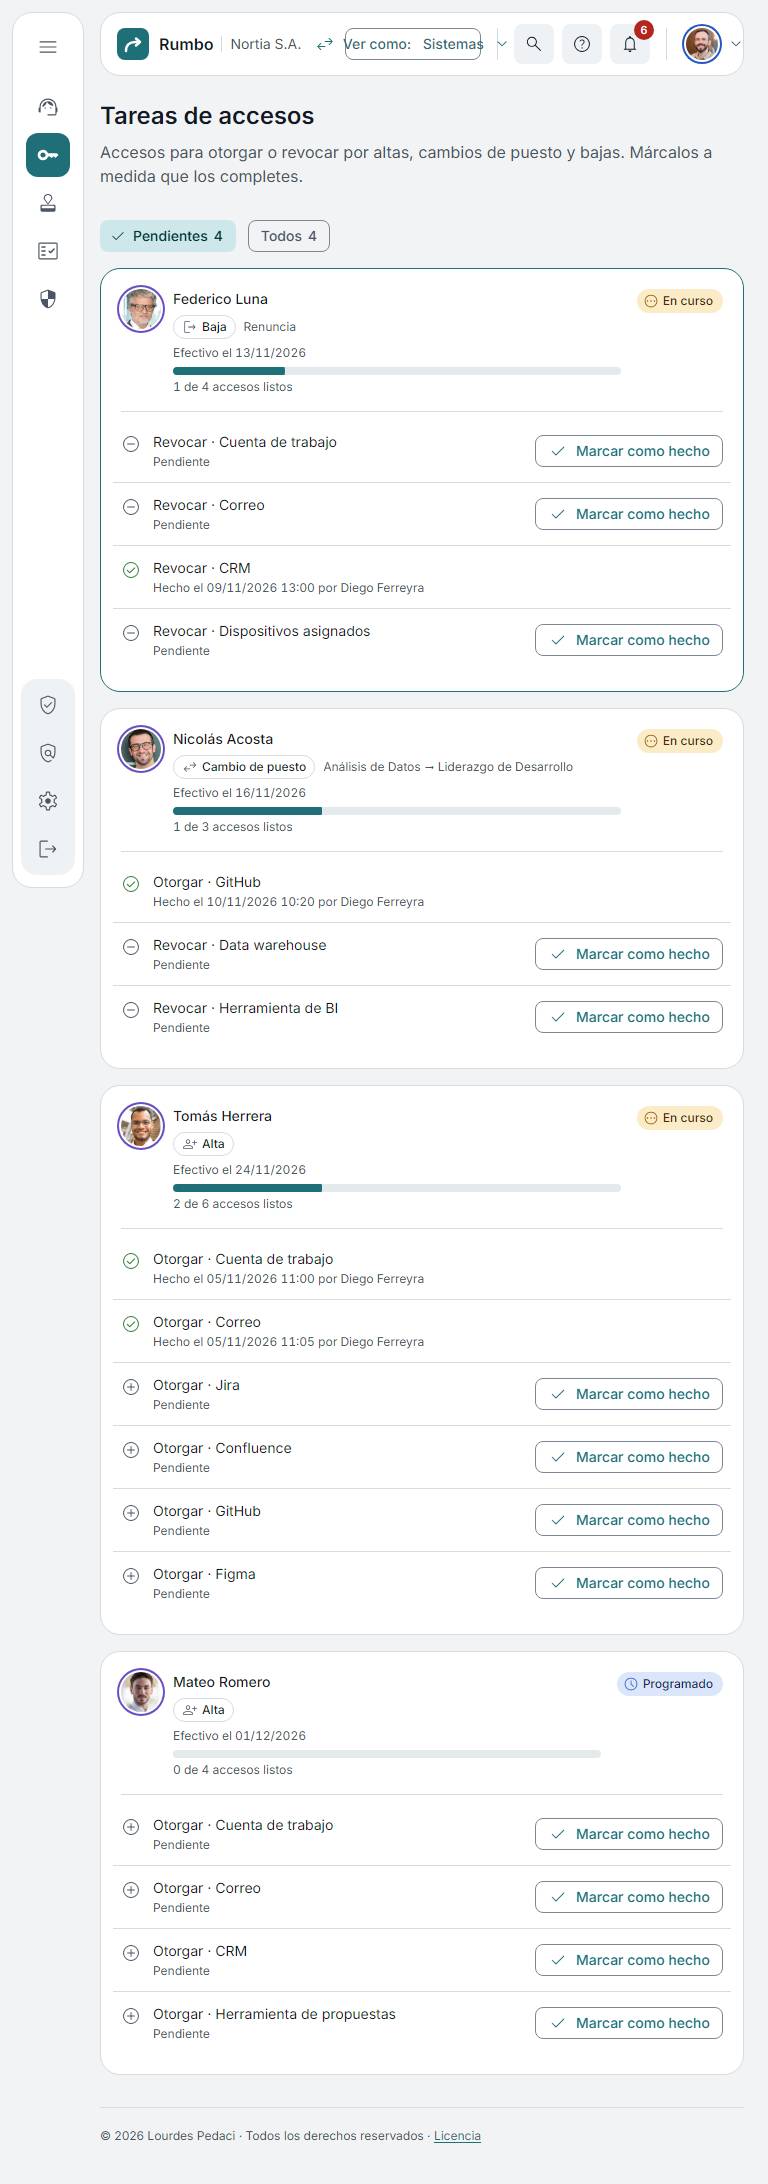 Rumbo
Nortia S.A.
Ver como: Sistemas
6
Tareas de accesos
Accesos para otorgar o revocar por altas, cambios de puesto y bajas. Márcalos a
medida que los completes.
Pendientes 4
Todos 4
Federico Luna
En curso
Baja
Renuncia
Efectivo el 13/11/2026
1 de 4 accesos listos
Revocar · Cuenta de trabajo
Pendiente
Marcar como hecho
Revocar · Correo
Pendiente
Marcar como hecho
Revocar · CRM
Hecho el 09/11/2026 13:00 por Diego Ferreyra
Revocar · Dispositivos asignados
Pendiente
Marcar como hecho
Nicolás Acosta
En curso
Cambio de puesto
Análisis de Datos → Liderazgo de Desarrollo
Efectivo el 16/11/2026
1 de 3 accesos listos
Otorgar · GitHub
Hecho el 10/11/2026 10:20 por Diego Ferreyra
Revocar · Data warehouse
Pendiente
Marcar como hecho
Revocar · Herramienta de BI
Pendiente
Marcar como hecho
Tomás Herrera
En curso
Alta
Efectivo el 24/11/2026
2 de 6 accesos listos
Otorgar · Cuenta de trabajo
Hecho el 05/11/2026 11:00 por Diego Ferreyra
Otorgar · Correo
Hecho el 05/11/2026 11:05 por Diego Ferreyra
Otorgar · Jira
Pendiente
Marcar como hecho
Otorgar · Confluence
Pendiente
Marcar como hecho
Otorgar · GitHub
Pendiente
Marcar como hecho
Otorgar · Figma
Pendiente
Marcar como hecho
Mateo Romero
Programado
Alta
Efectivo el 01/12/2026
0 de 4 accesos listos
Otorgar · Cuenta de trabajo
Pendiente
Marcar como hecho
Otorgar · Correo
Pendiente
Marcar como hecho
Otorgar · CRM
Pendiente
Marcar como hecho
Otorgar · Herramienta de propuestas
Pendiente
Marcar como hecho
© 2026 Lourdes Pedaci · Todos los derechos reservados · Licencia